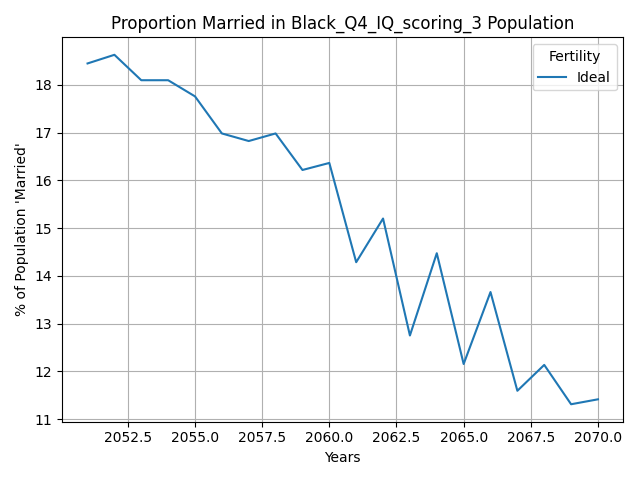 Proportion Married in Black_Q4_IQ_scoring_3 Population
Fertility
Ideal
% of Population 'Married'
18
17
16
15
14
13
12
11
2052.5 2055.0 2057.5 2060.0 2062.5 2065.0 2067.5 2070.0
Years